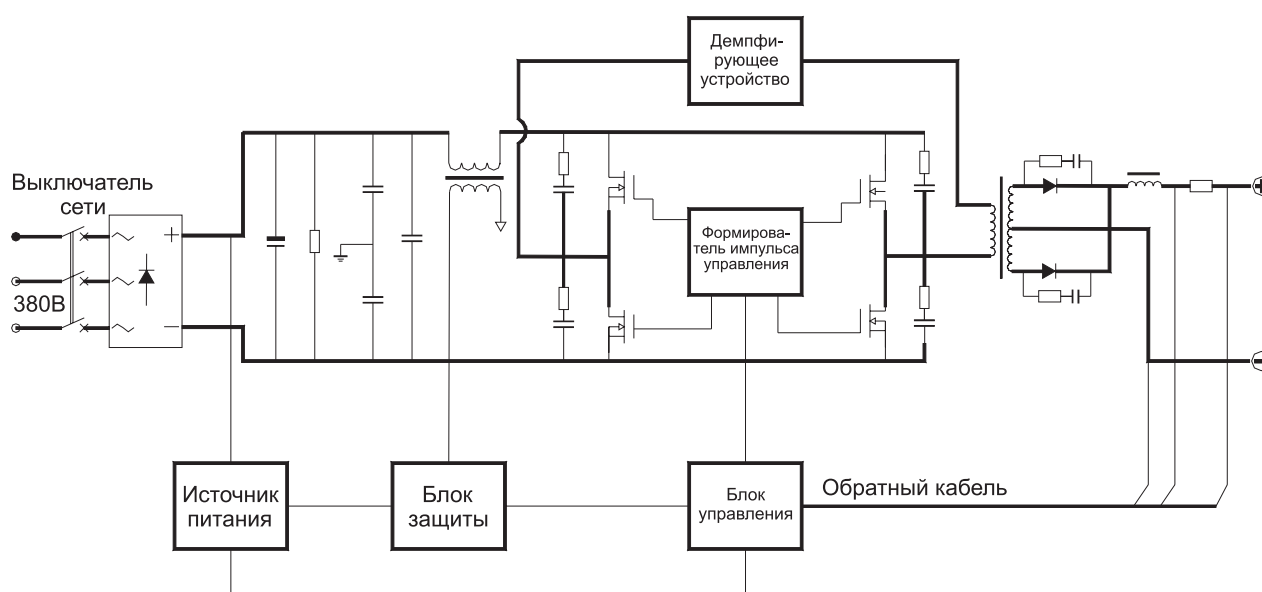 Демпфи-
рующее
устройство
Выключатель
сети
+
380В
−
Формирова-
тель импульса
управления
+
−
Источник
питания
Блок
защиты
Блок
управления
Обратный кабель